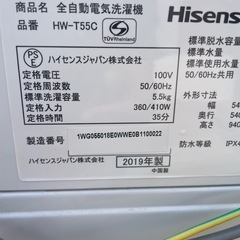 品名 全自動電気洗濯機
品番 HW-T55C
Hisens
PS
E
TÜVRheinland
ハイセンスジャパン株式会社
定格電圧 100V
定格周波数 50/60Hz
標準洗濯容量 5.5kg
定格消費電力 360/410W
定格時間 35分
製造番号 1WG055018E0WWE0B1100022
ハイセンスジャパン株式会社
2019年製
中国製
標準脱水容量
標準水量
標準使用水量
50/60Hz共用
外形寸法
幅 54
奥行 54
高さ 940
防水等級 IPX4